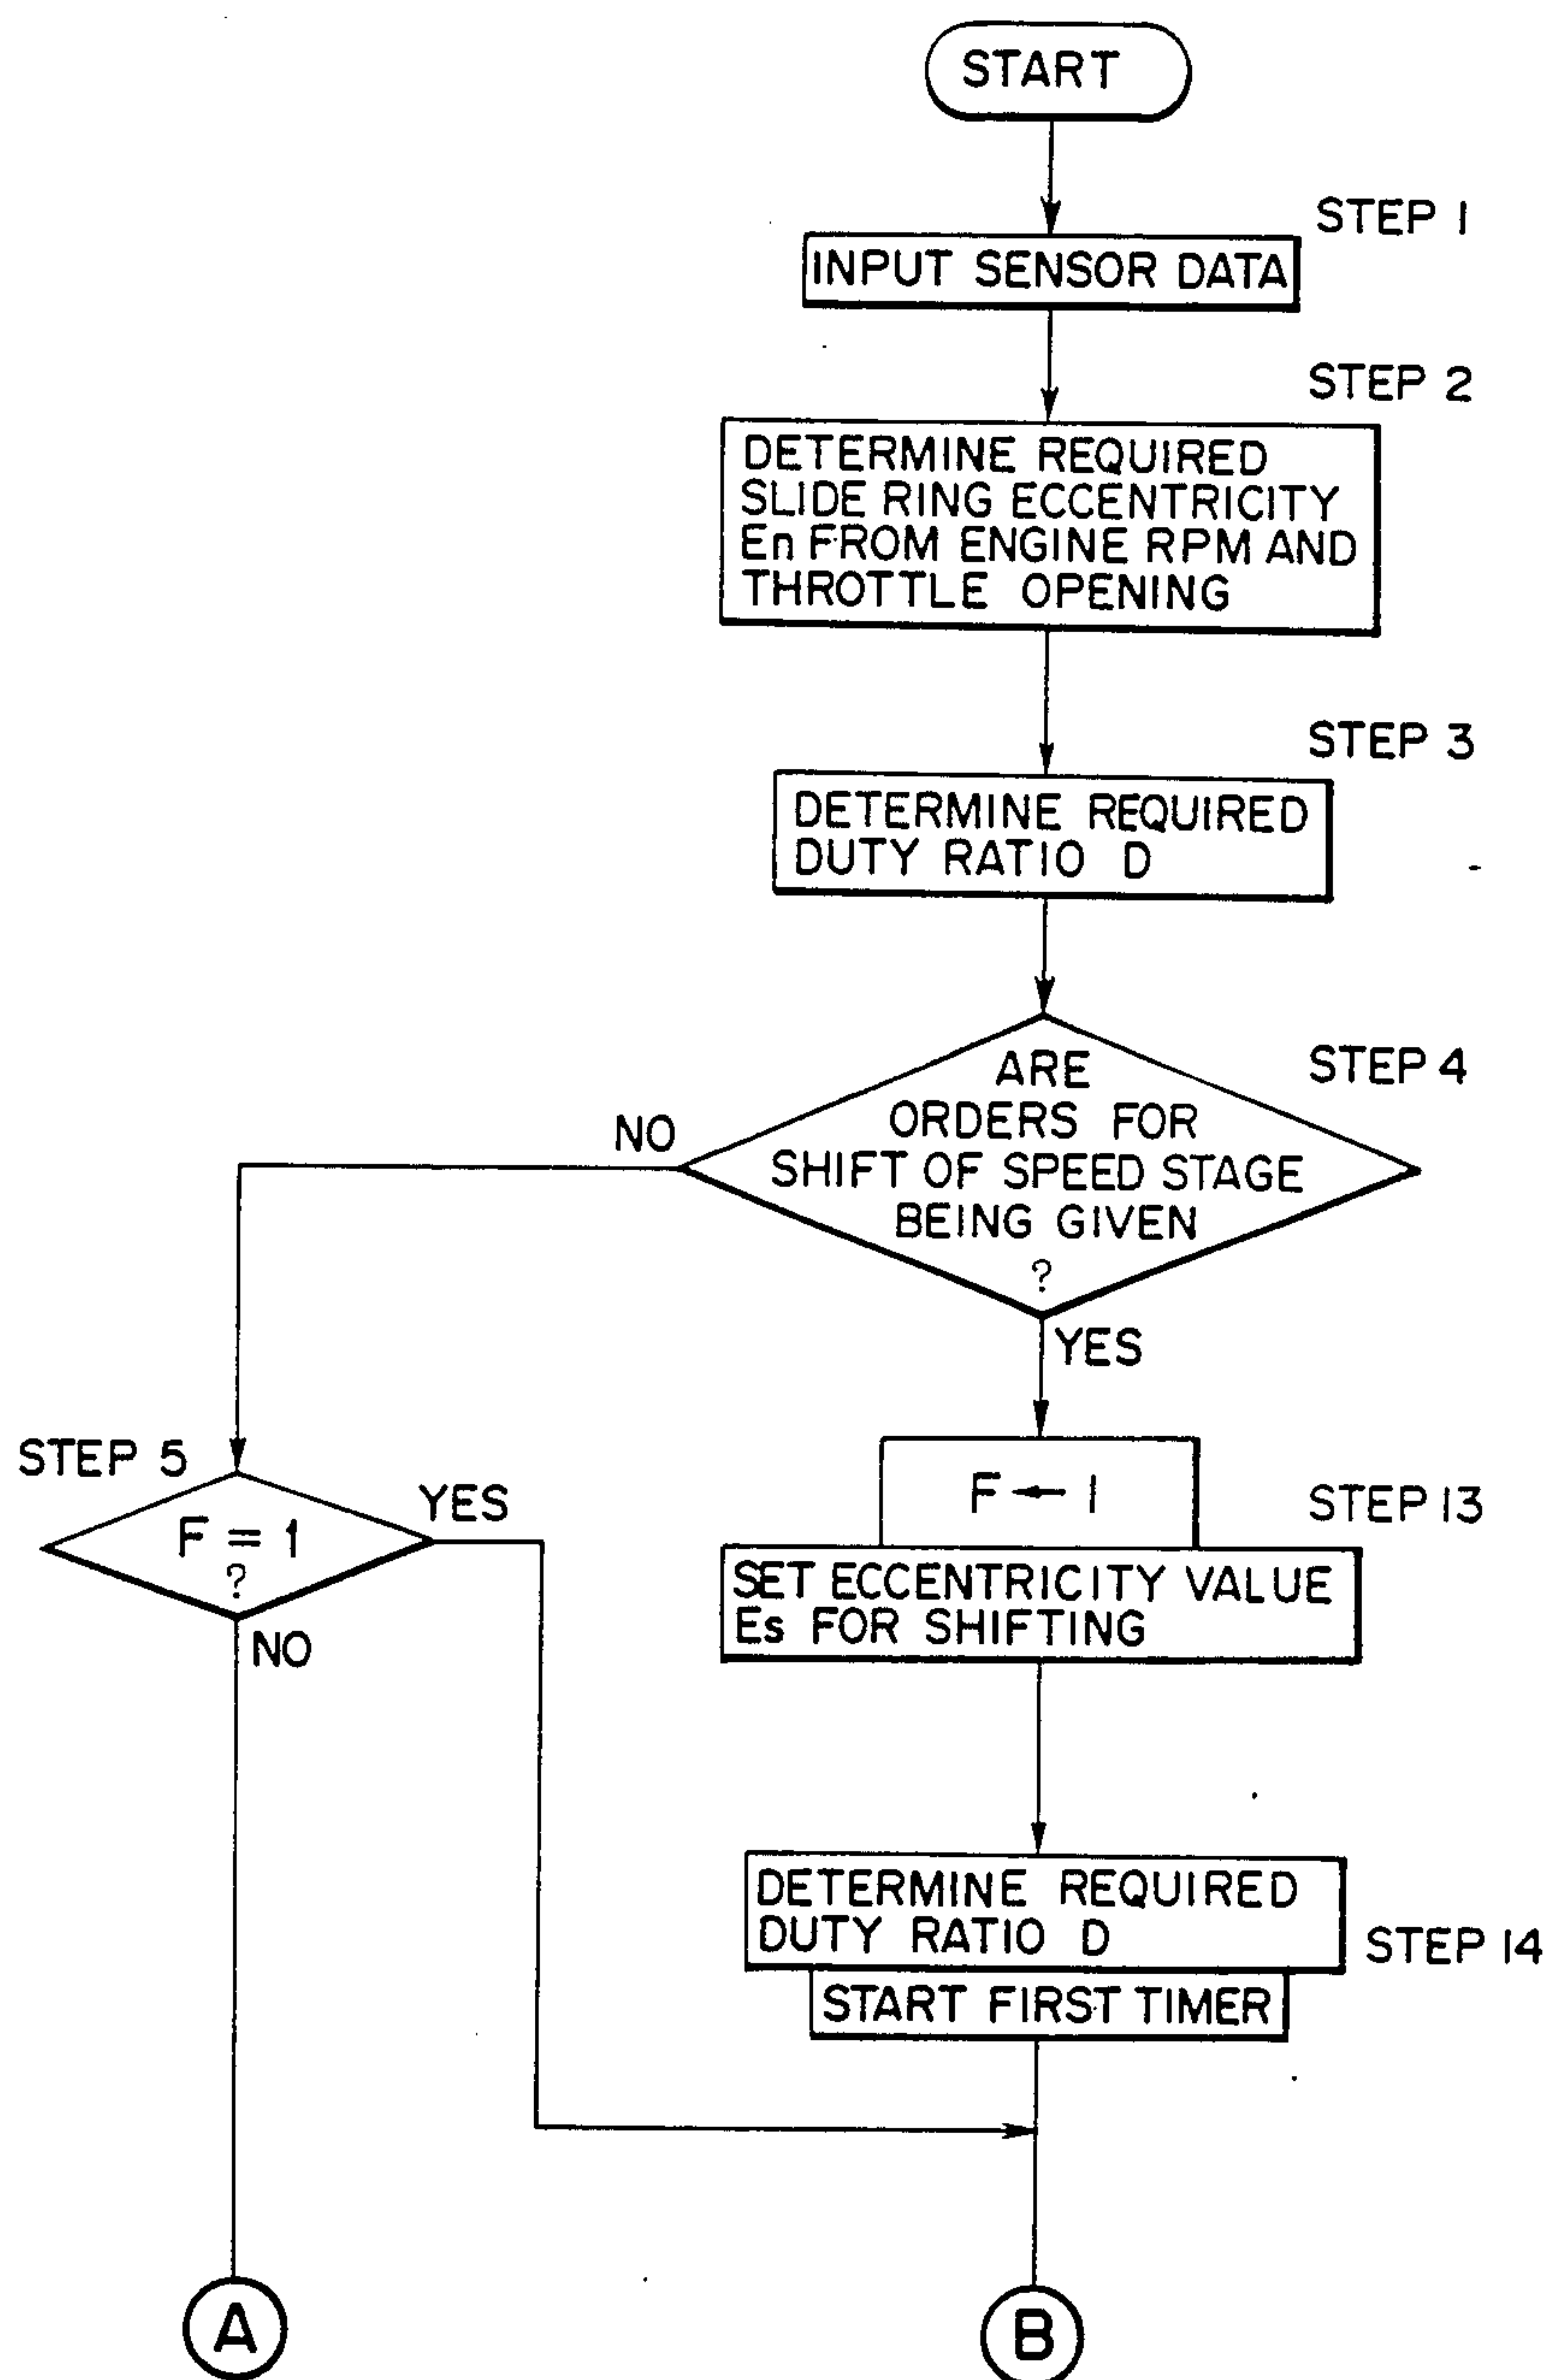 START
STEP 1
INPUT SENSOR DATA
STEP 2
DETERMINE REQUIRED
SLIDE RING ECCENTRICITY
En FROM ENGINE RPM AND
THROTTLE OPENING
STEP 3
DETERMINE REQUIRED
DUTY RATIO D
STEP 4
ARE
ORDERS FOR
SHIFT OF SPEED STAGE
BEING GIVEN
?
NO
YES
STEP 5
F = 1
?
YES
NO
F ← 1
STEP 13
SET ECCENTRICITY VALUE
Es FOR SHIFTING
DETERMINE REQUIRED
DUTY RATIO D
STEP 14
START FIRST TIMER
A
B